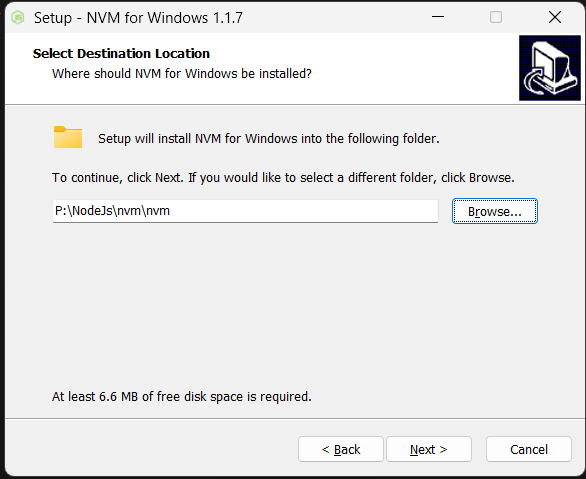 Setup - NVM for Windows 1.1.7
Select Destination Location
Where should NVM for Windows be installed?
Setup will install NVM for Windows into the following folder.
To continue, click Next. If you would like to select a different folder, click Browse.
P:\NodeJs\nvm\nvm
Browse...
At least 6.6 MB of free disk space is required.
< Back
Next >
Cancel